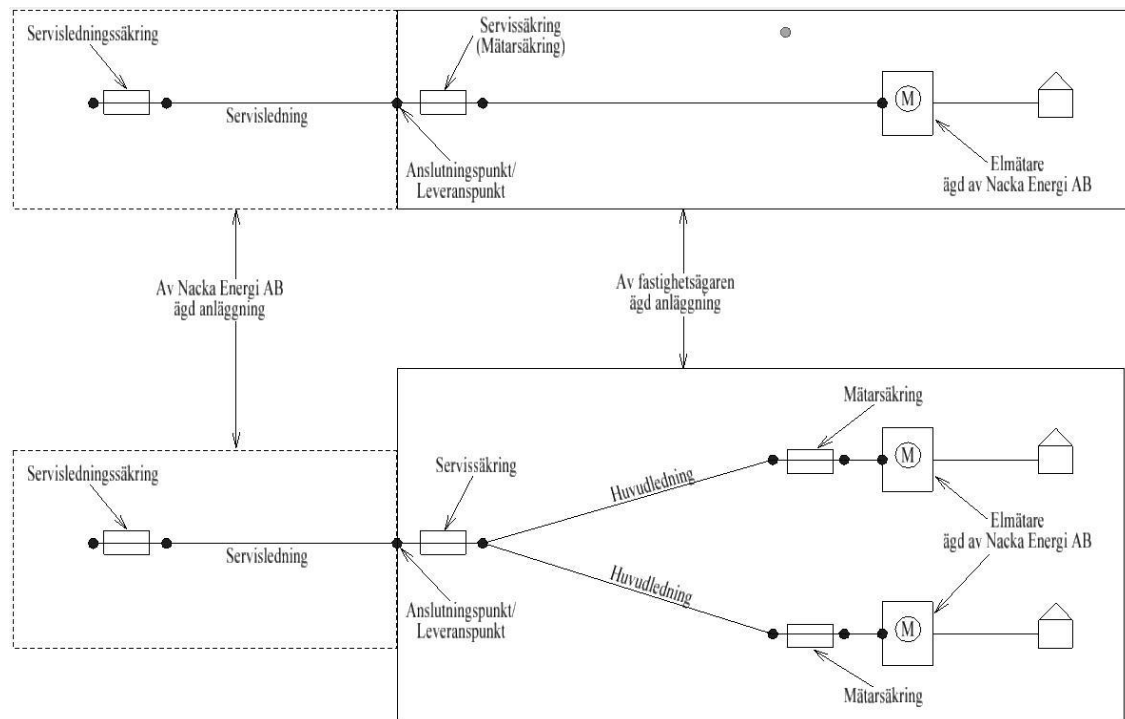 Servisledningssäkring
Servissäkring
(Mätarsäkring)
M
Servisledning
Anslutningspunkt/
Leveranspunkt
Elmätare
ägd av Nacka Energi AB
Av Nacka Energi AB
ägd anläggning
Av fastighetsägaren
ägd anläggning
Mätarsäkring
Servisledningssäkring
Servissäkring
Huvudledning
M
Elmätare
ägd av Nacka Energi AB
Servisledning
Huvudledning
Anslutningspunkt/
Leveranspunkt
M
Mätarsäkring